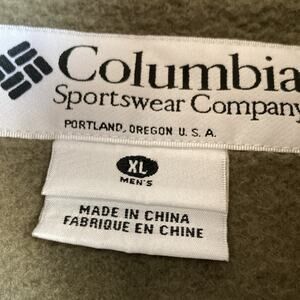 Columbia
Sportswear Company
PORTLAND, OREGON U. S. A.
XL
MEN'S
MADE IN CHINA
FABRIQUE EN CHINE